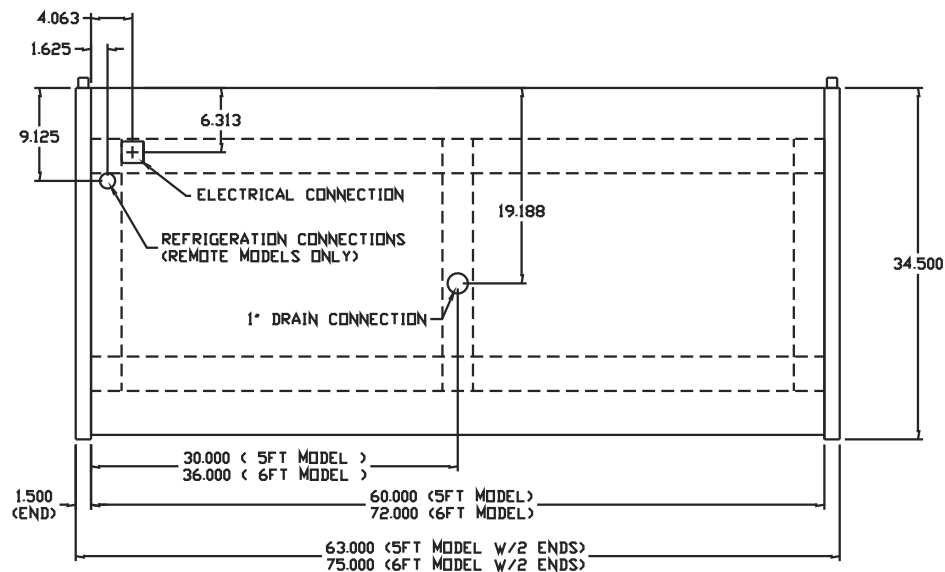 4.063
1.625
9.125
6.313
ELECTRICAL CONNECTION
19.188
REFRIGERATION CONNECTIONS
(REMOTE MODELS ONLY)
34.500
1" DRAIN CONNECTION
30.000 ( 5FT MODEL )
36.000 ( 6FT MODEL )
1.500
(END)
60.000 (5FT MODEL)
72.000 (6FT MODEL)
63.000 (5FT MODEL W/2 ENDS)
75.000 (6FT MODEL W/2 ENDS)